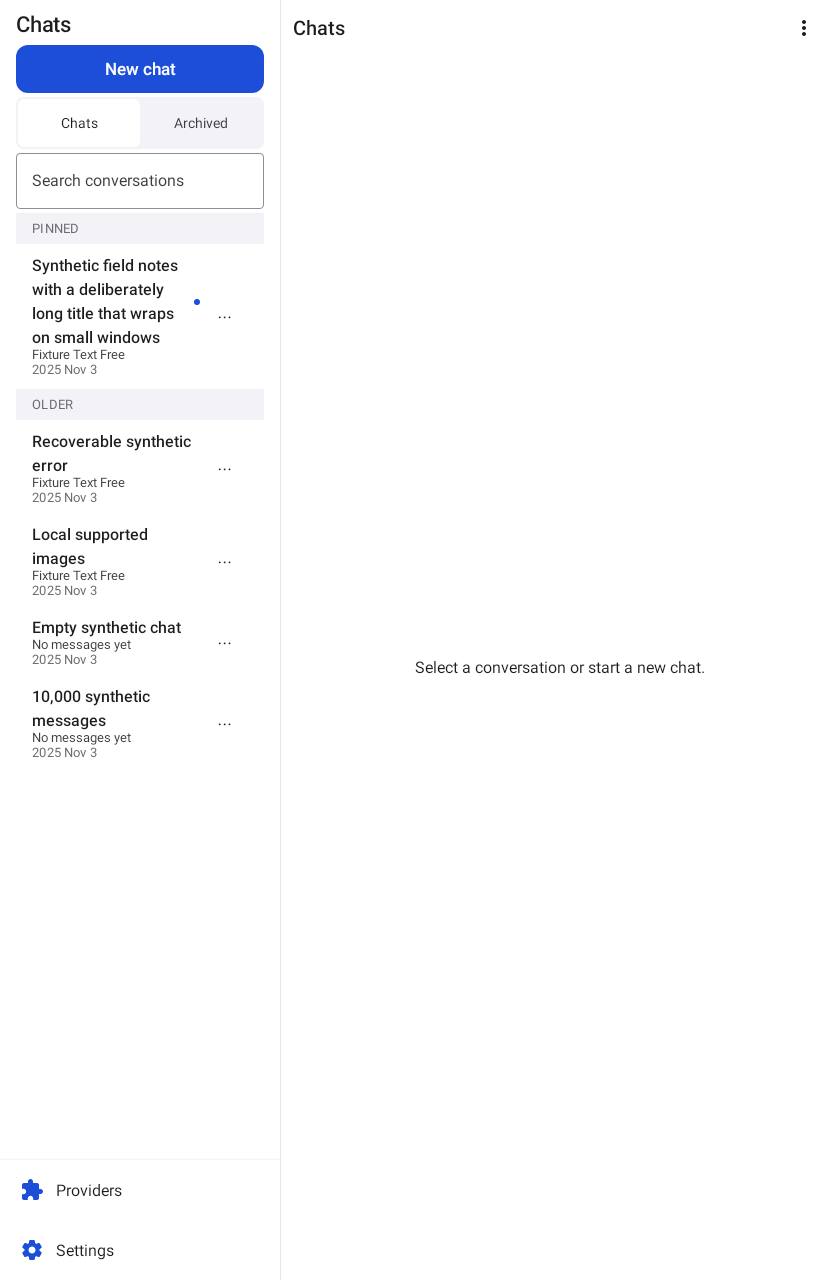 Chats
New chat
Chats
Archived
Search conversations
PINNED
Synthetic field notes
with a deliberately
long title that wraps
on small windows
Fixture Text Free
2025 Nov 3
...
OLDER
Recoverable synthetic
error
Fixture Text Free
2025 Nov 3
...
Local supported
images
Fixture Text Free
2025 Nov 3
...
Empty synthetic chat
No messages yet
2025 Nov 3
...
10,000 synthetic
messages
No messages yet
2025 Nov 3
...
Providers
Settings
Chats
Select a conversation or start a new chat.